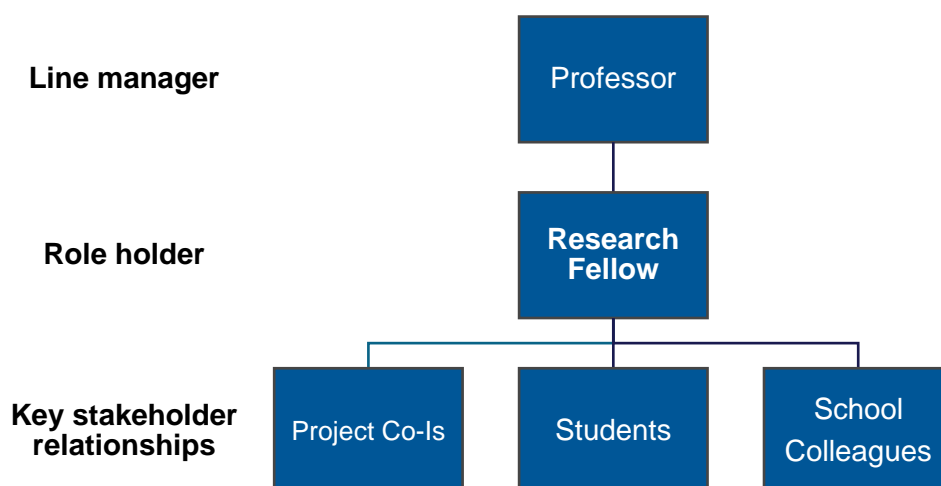 Line manager
Professor
Role holder
Research
Fellow
Key stakeholder
relationships
Project Co-Is
Students
School
Colleagues